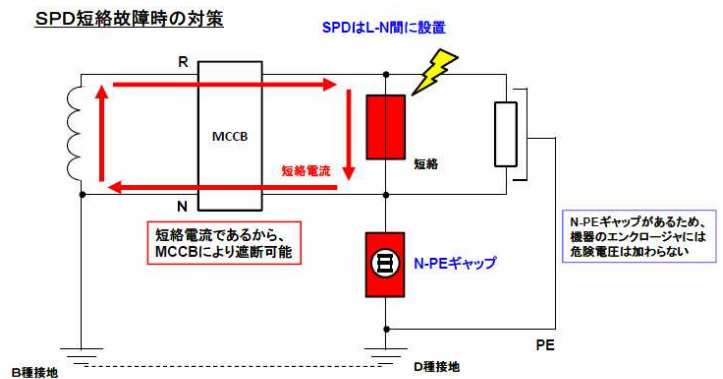 SPD短絡故障時の対策
SPDはL-N間に設置
R
MCCB
短絡電流
短絡
N
短絡電流であるから、
MCCBにより遮断可能
N-PEギャップ
N-PEギャップがあるため、
機器のエンクロージャには
危険電圧は加わらない
PE
B種接地
D種接地